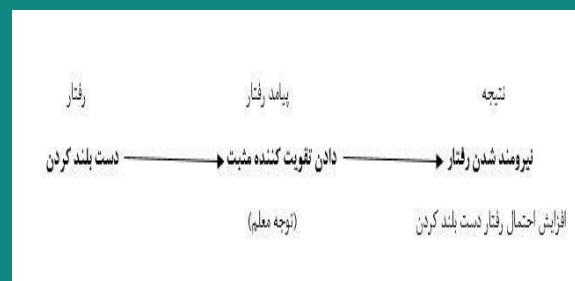 رفتار پیامد رفتار نتیجه
دست بلند کردن دادن تقویت کننده مثبت نیرومند شدن رفتار
(توجه معلم) افزایش احتمال رفتار دست بلند کردن